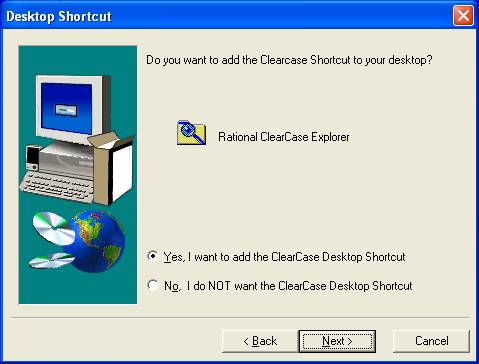 Desktop Shortcut
Do you want to add the Clearcase Shortcut to your desktop?
Rational ClearCase Explorer
Yes, I want to add the ClearCase Desktop Shortcut
No, I do NOT want the ClearCase Desktop Shortcut
< Back Next > Cancel